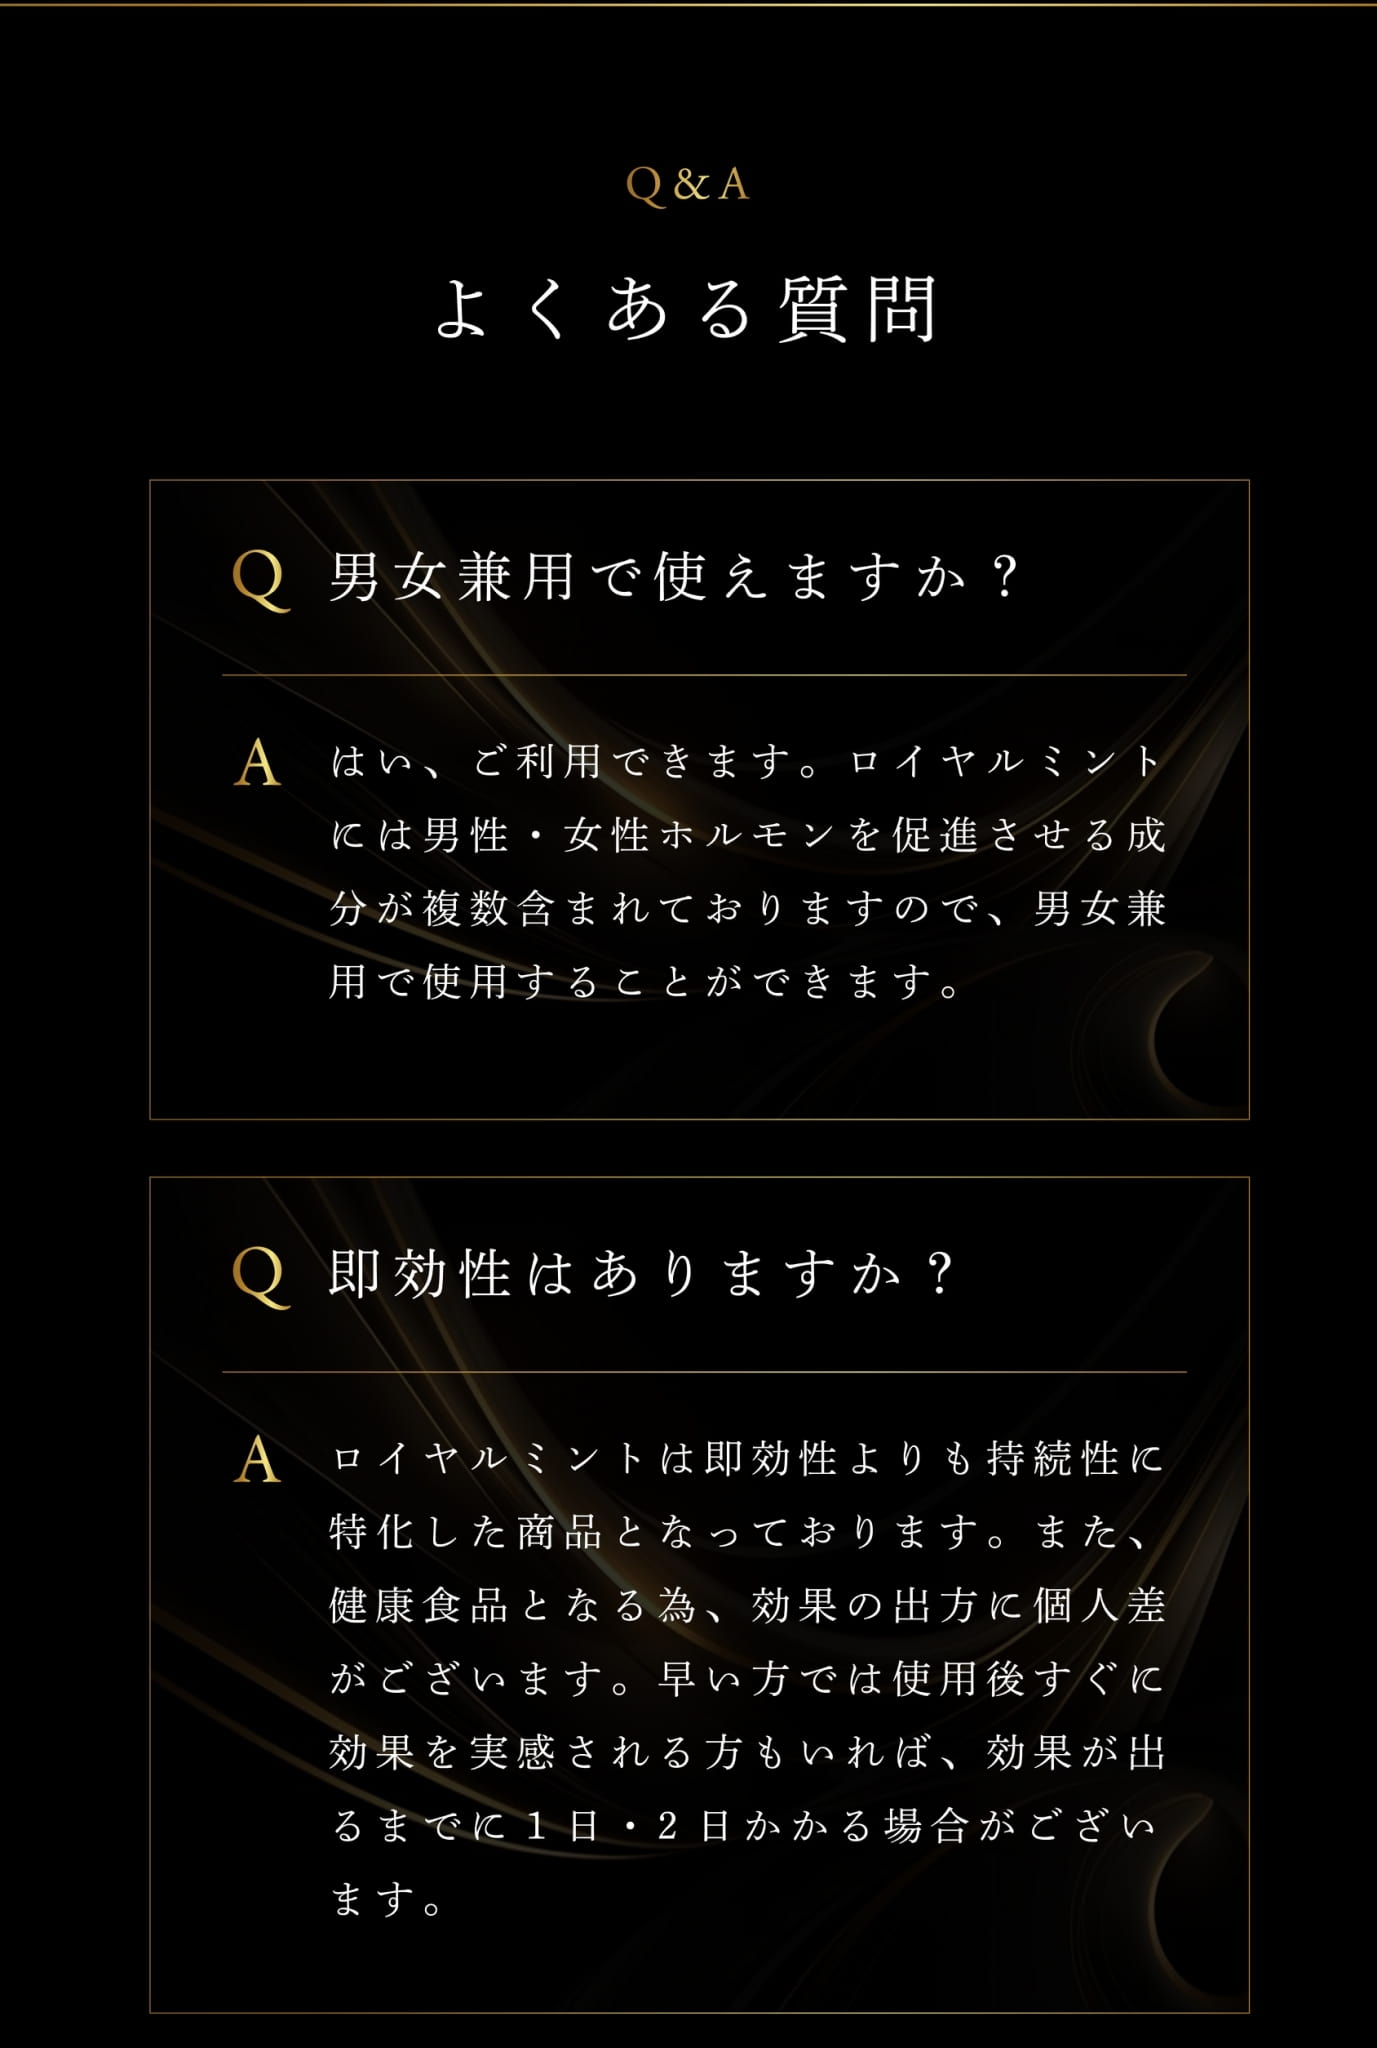 Q&A
よくある質問
Q 男女兼用で使えますか？
A はい、ご利用できます。ロイヤルミント
には男性・女性ホルモンを促進させる成
分が複数含まれておりますので、男女兼
用で使用することができます。
Q 即効性はありますか？
A ロイヤルミントは即効性よりも持続性に
特化した商品となっております。また、
健康食品となる為、効果の出方に個人差
がございます。早い方では使用後すぐに
効果を実感される方もいれば、効果が出
るまでに1日・2日かかる場合がござい
ます。